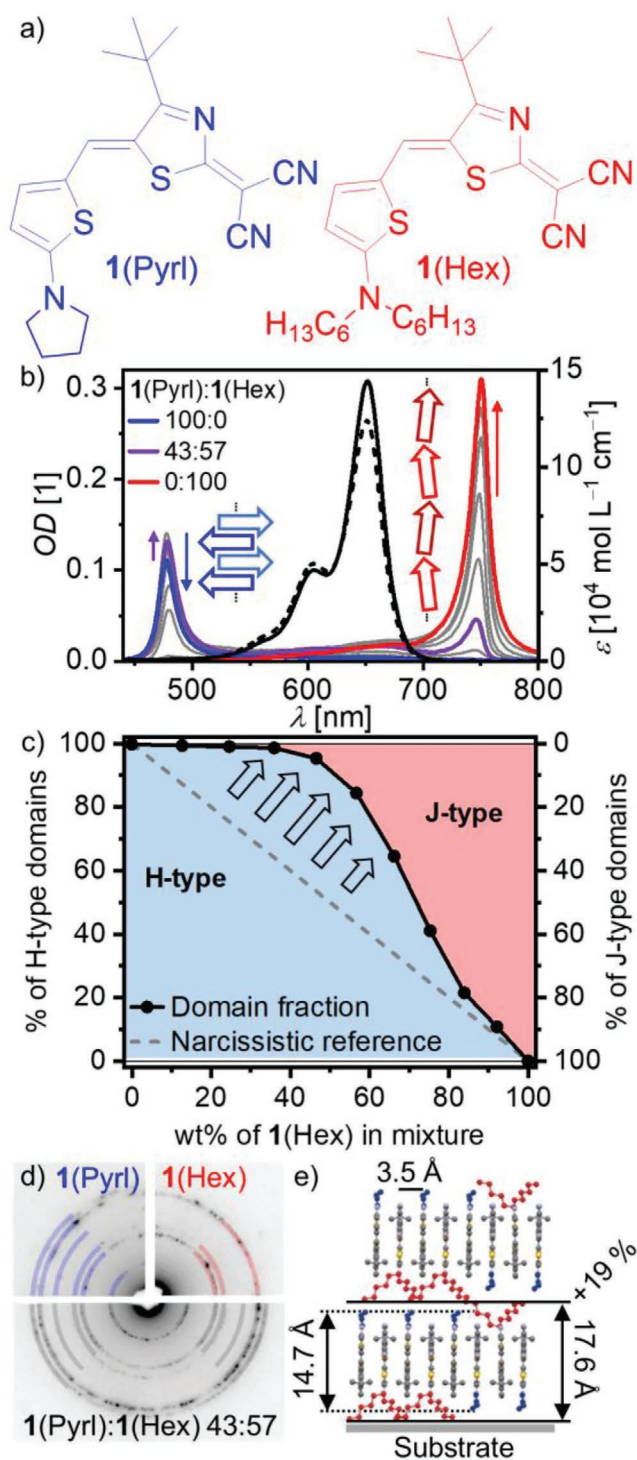 a)
N
S
CN
CN
S
1(Pyrl)
N
N
S
CN
CN
S
1(Hex)
N
H13C6 C6H13
b)
1(Pyrl):1(Hex)
100:0
43:57
0:100
0.3
0.2
0.1
0.0
OD [1]
15
10
5
0
ε [10⁴ mol L⁻¹ cm⁻¹]
500 600 700 800
λ [nm]
c)
100
80
60
40
20
0
% of H-type domains
0
20
40
60
80
100
% of J-type domains
J-type
H-type
Domain fraction
Narcissistic reference
0 20 40 60 80 100
wt% of 1(Hex) in mixture
d) 1(Pyrl) 1(Hex)
1(Pyrl):1(Hex) 43:57
e)
3.5 Å
+19 %
14.7 Å
17.6 Å
Substrate